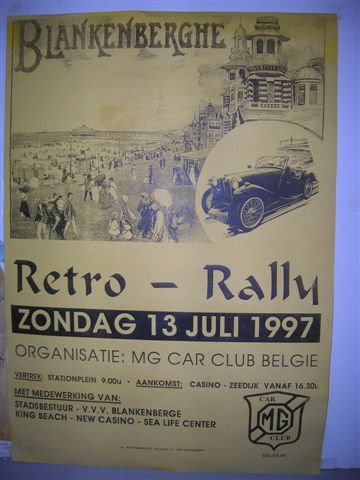 BLANKENBERGHE
Retro - Rally
ZONDAG 13 JULI 1997
ORGANISATIE: MG CAR CLUB BELGIE
VERTREK: STATIONPLEIN 9.00u - AANKOMST: CASINO - ZEEDIJK VANAF 16.30u
MET MEDEWERKING VAN:
STADSBESTUUR - V.V.V. BLANKENBERGE
KING BEACH - NEW CASINO - SEA LIFE CENTER
CAR
MG
CLUB
BELGIUM